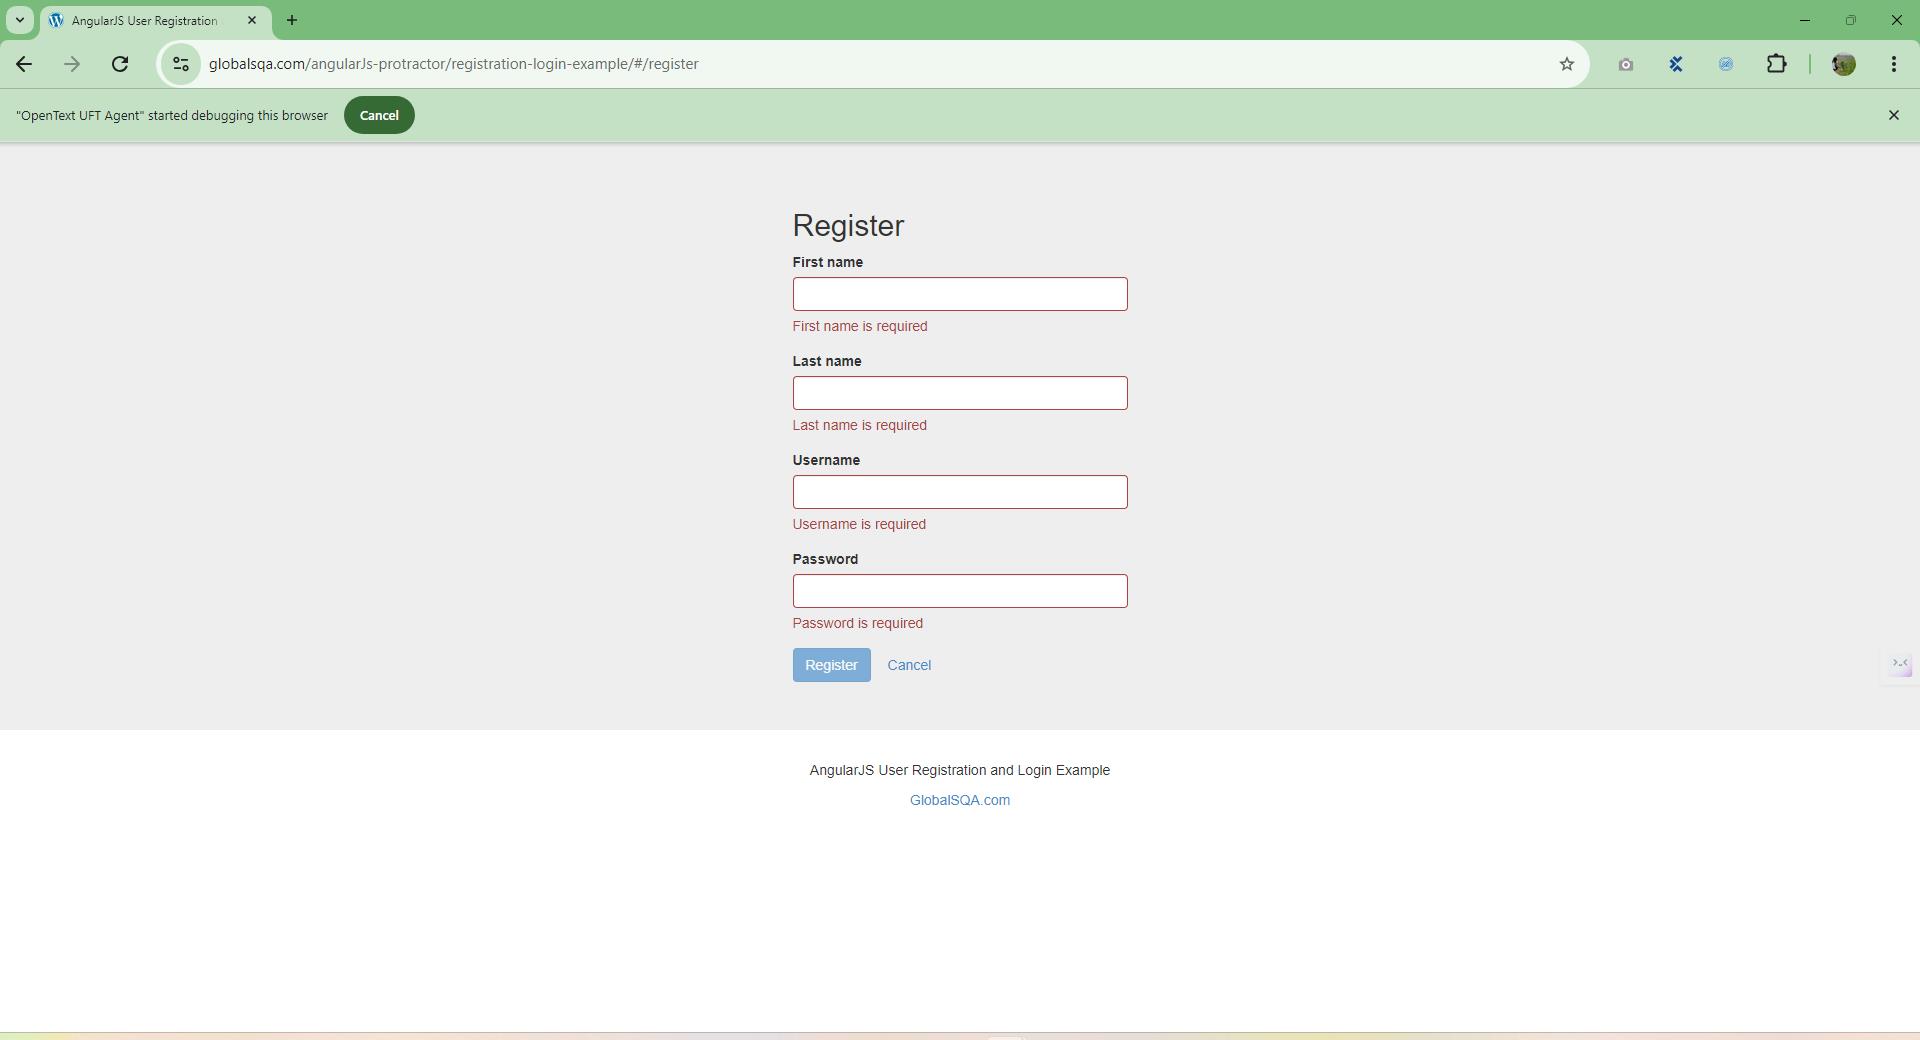 AngularJS User Registration
globalsqa.com/angularJs-protractor/registration-login-example/#/register
"OpenText UFT Agent" started debugging this browser
Cancel
Register
First name
First name is required
Last name
Last name is required
Username
Username is required
Password
Password is required
Register
Cancel
AngularJS User Registration and Login Example
GlobalSQA.com